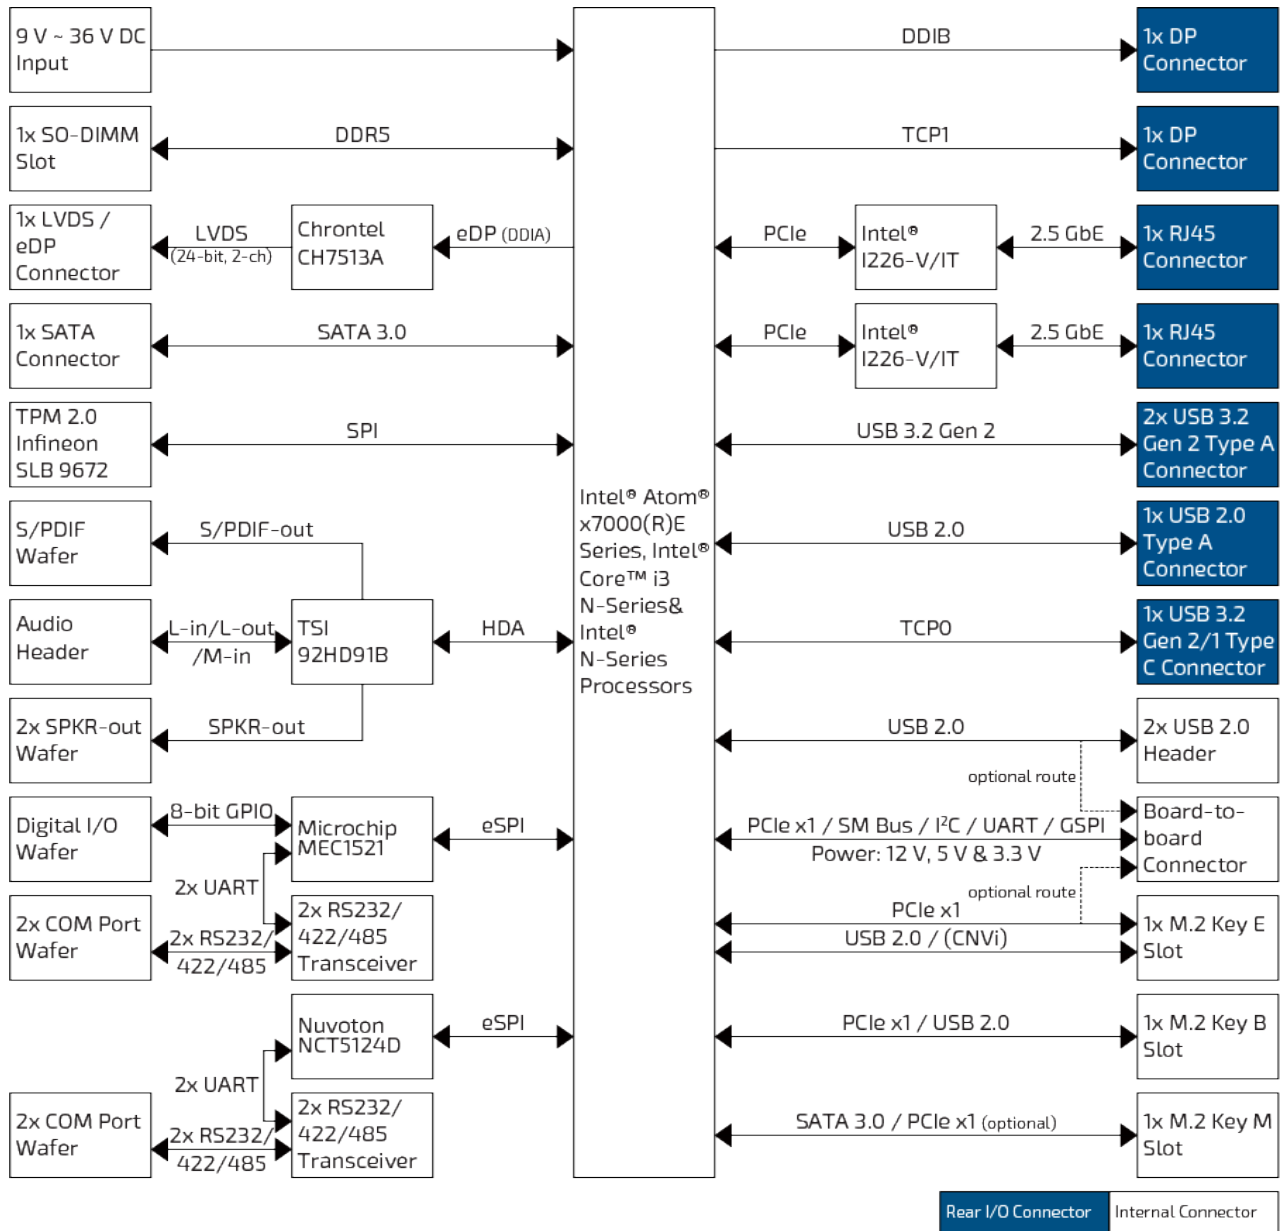 9 V ~ 36 V DC
Input
DDIB
1x DP
Connector
1x SO-DIMM
Slot
DDR5
TCP1
1x DP
Connector
1x LVDS /
eDP
Connector
LVDS
(24-bit, 2-ch)
Chrontel
CH7513A
eDP (DDIA)
PCIe
Intel®
I226-V/IT
2.5 GbE
1x RJ45
Connector
1x SATA
Connector
SATA 3.0
PCIe
Intel®
I226-V/IT
2.5 GbE
1x RJ45
Connector
TPM 2.0
Infineon
SLB 9672
SPI
USB 3.2 Gen 2
2x USB 3.2
Gen 2 Type A
Connector
Intel® Atom®
x7000(R)E
Series, Intel®
Core™ i3
N-Series&
Intel®
N-Series
Processors
S/PDIF
Wafer
S/PDIF-out
USB 2.0
1x USB 2.0
Type A
Connector
Audio
Header
L-in/L-out
/M-in
TSI
92HD91B
HDA
TCP0
1x USB 3.2
Gen 2/1 Type
C Connector
2x SPKR-out
Wafer
SPKR-out
USB 2.0
2x USB 2.0
Header
optional route
Digital I/O
Wafer
8-bit GPIO
Microchip
MEC1521
eSPI
PCIe x1 / SM Bus / I²C / UART / GSPI
Power: 12 V, 5 V & 3.3 V
Board-to-
board
Connector
2x UART
optional route
2x COM Port
Wafer
2x RS232/
422/485
2x RS232/
422/485
Transceiver
PCIe x1
USB 2.0 / (CNVi)
1x M.2 Key E
Slot
Nuvoton
NCT5124D
eSPI
PCIe x1 / USB 2.0
1x M.2 Key B
Slot
2x UART
2x COM Port
Wafer
2x RS232/
422/485
2x RS232/
422/485
Transceiver
SATA 3.0 / PCIe x1 (optional)
1x M.2 Key M
Slot
Rear I/O Connector
Internal Connector